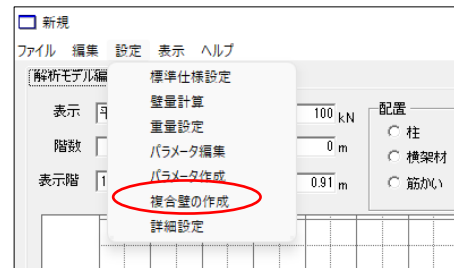 新規
ファイル 編集 設定 表示 ヘルプ
解析モデル編
標準仕様設定
壁量計算
重量設定
パラメータ編集
パラメータ作成
複合壁の作成
詳細設定
表示 平
階数
表示階 1
100 kN
0 m
0.91 m
配置
柱
横架材
筋かい